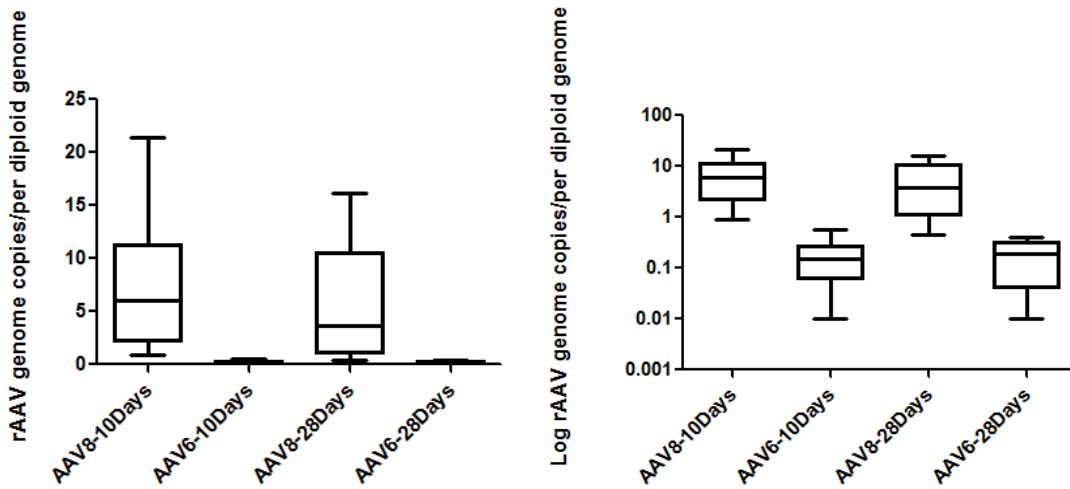 rAAV genome copies/per diploid genome
25
20
15
10
5
0
AAV8-10Days
AAV6-10Days
AAV8-28Days
AAV6-28Days
Log rAAV genome copies/per diploid genome
100
10
1
0.1
0.01
0.001
AAV8-10Days
AAV6-10Days
AAV8-28Days
AAV6-28Days